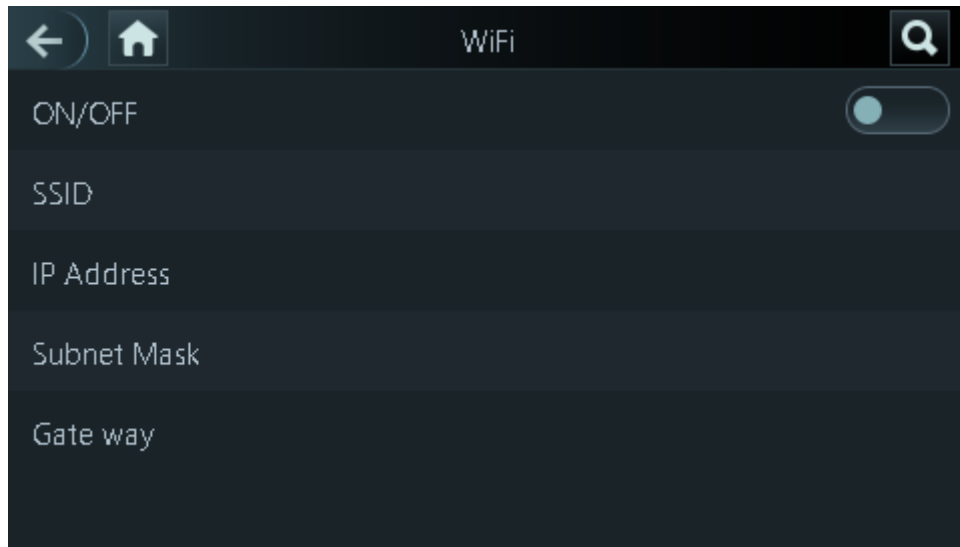 WiFi
ON/OFF
SSID
IP Address
Subnet Mask
Gate way